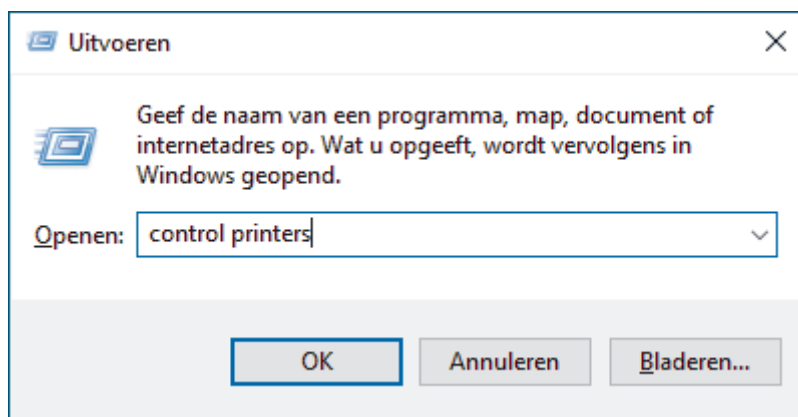 Uitvoeren
Geef de naam van een programma, map, document of
internetadres op. Wat u opgeeft, wordt vervolgens in
Windows geopend.
Openen: control printers
OK Annuleren Bladeren...